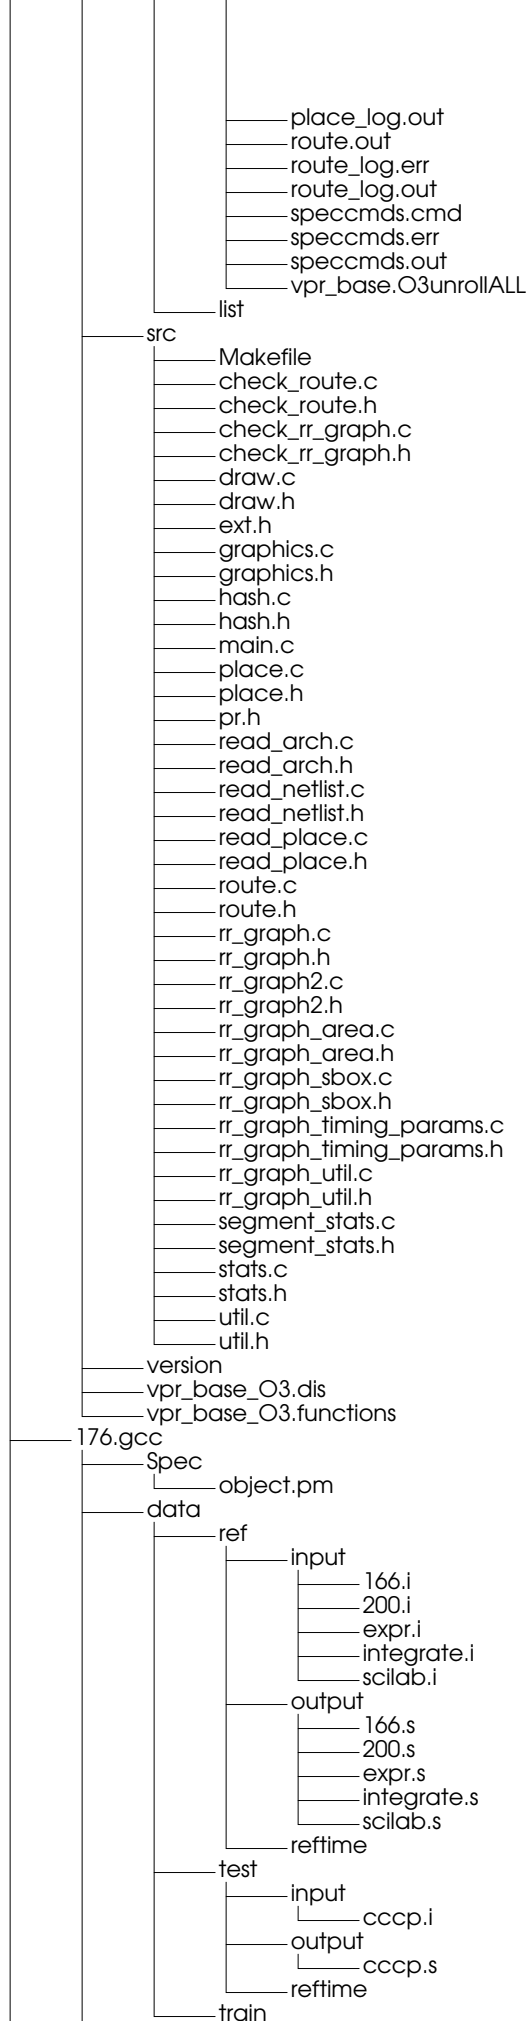 place_log.out
route.out
route_log.err
route_log.out
speccmds.cmd
speccmds.err
speccmds.out
vpr_base.O3unrollALL
list
src
Makefile
check_route.c
check_route.h
check_rr_graph.c
check_rr_graph.h
draw.c
draw.h
ext.h
graphics.c
graphics.h
hash.c
hash.h
main.c
place.c
place.h
pr.h
read_arch.c
read_arch.h
read_netlist.c
read_netlist.h
read_place.c
read_place.h
route.c
route.h
rr_graph.c
rr_graph.h
rr_graph2.c
rr_graph2.h
rr_graph_area.c
rr_graph_area.h
rr_graph_sbox.c
rr_graph_sbox.h
rr_graph_timing_params.c
rr_graph_timing_params.h
rr_graph_util.c
rr_graph_util.h
segment_stats.c
segment_stats.h
stats.c
stats.h
util.c
util.h
version
vpr_base_O3.dis
vpr_base_O3.functions
176.gcc
Spec
object.pm
data
ref
input
166.i
200.i
expr.i
integrate.i
scilab.i
output
166.s
200.s
expr.s
integrate.s
scilab.s
reftime
test
input
cccp.i
output
cccp.s
reftime
train